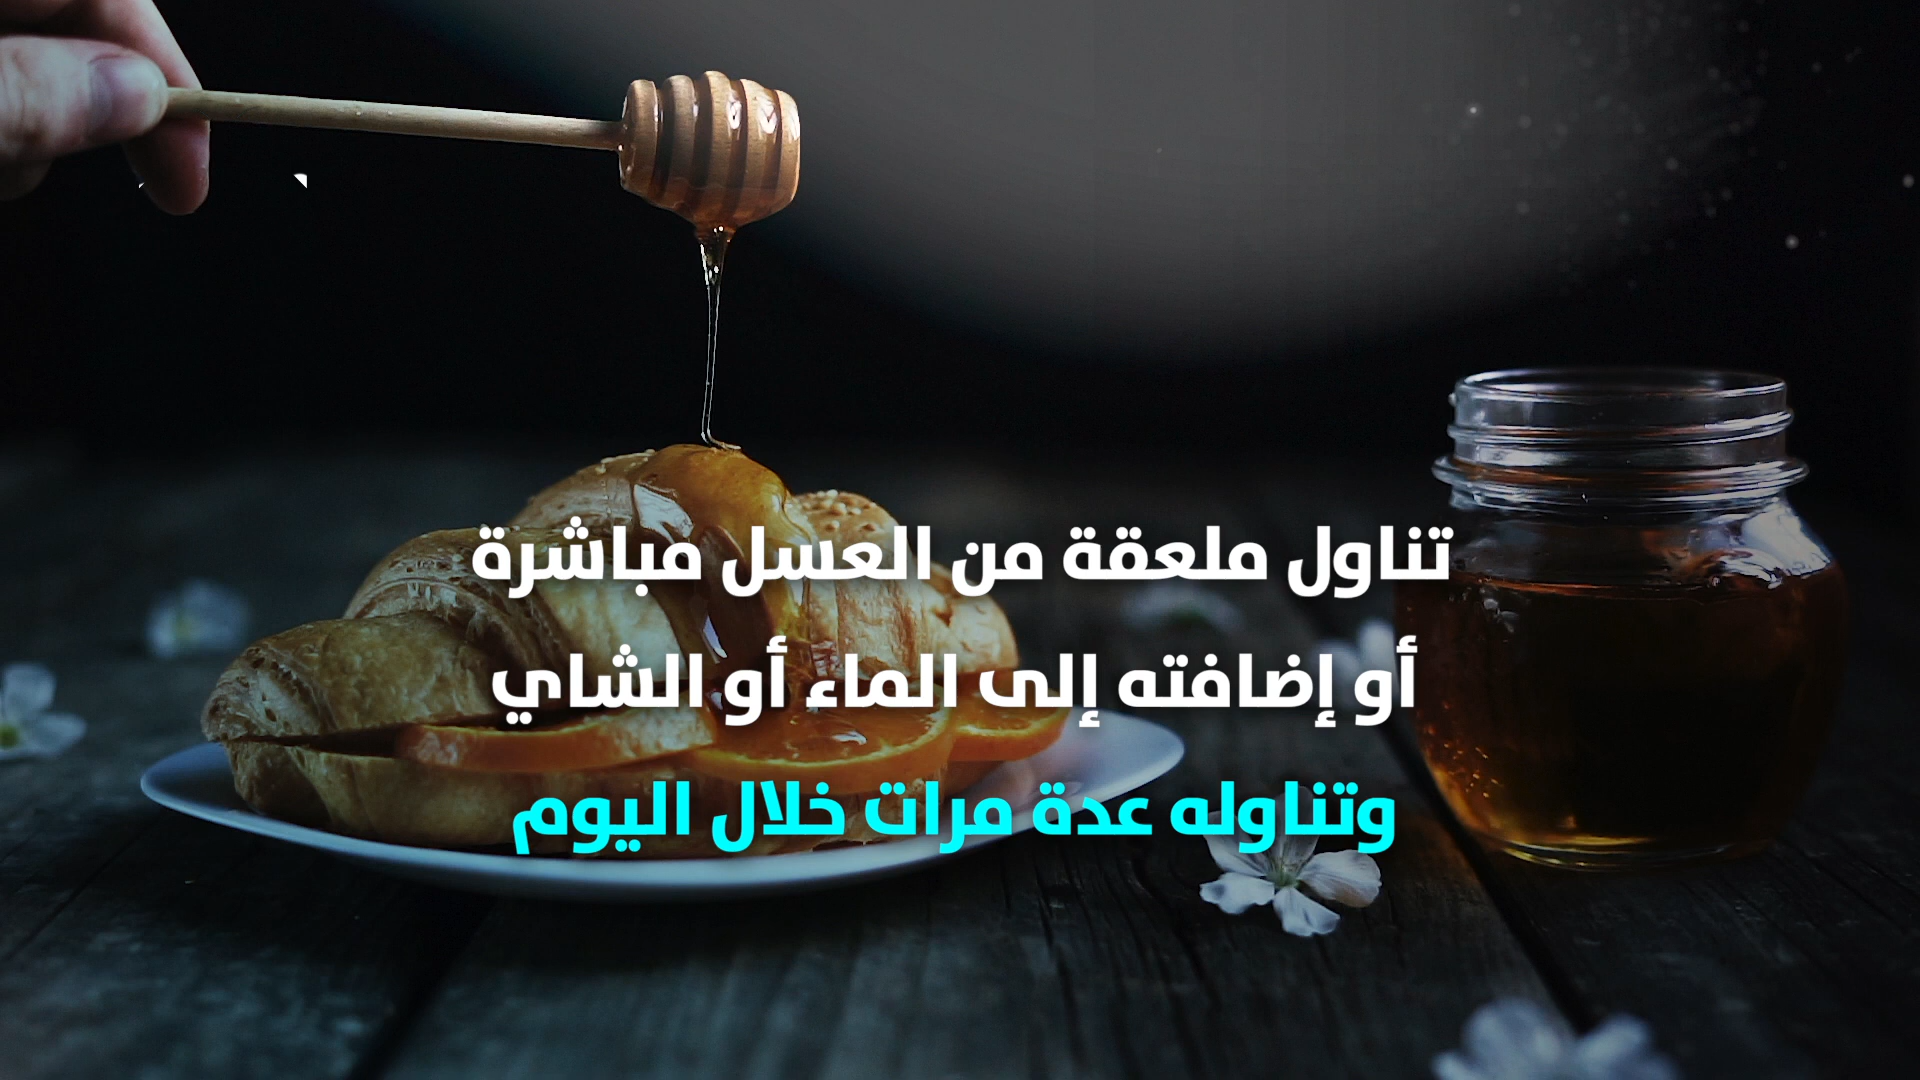 تناول ملعقة من العسل مباشرة
أو إضافته إلى الماء أو الشاي
وتناوله عدة مرات خلال اليوم